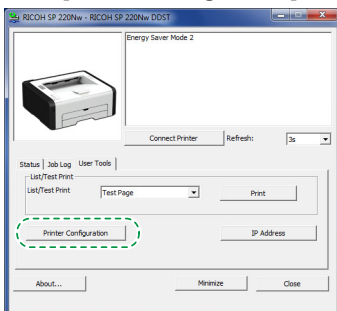 RICOH SP 220Nw - RICOH SP 220Nw DDST
Energy Saver Mode 2
Connect Printer Refresh: 3s
Status Job Log User Tools
List/Test Print
List/Test Print Test Page Print
Printer Configuration IP Address
About... Minimize Close